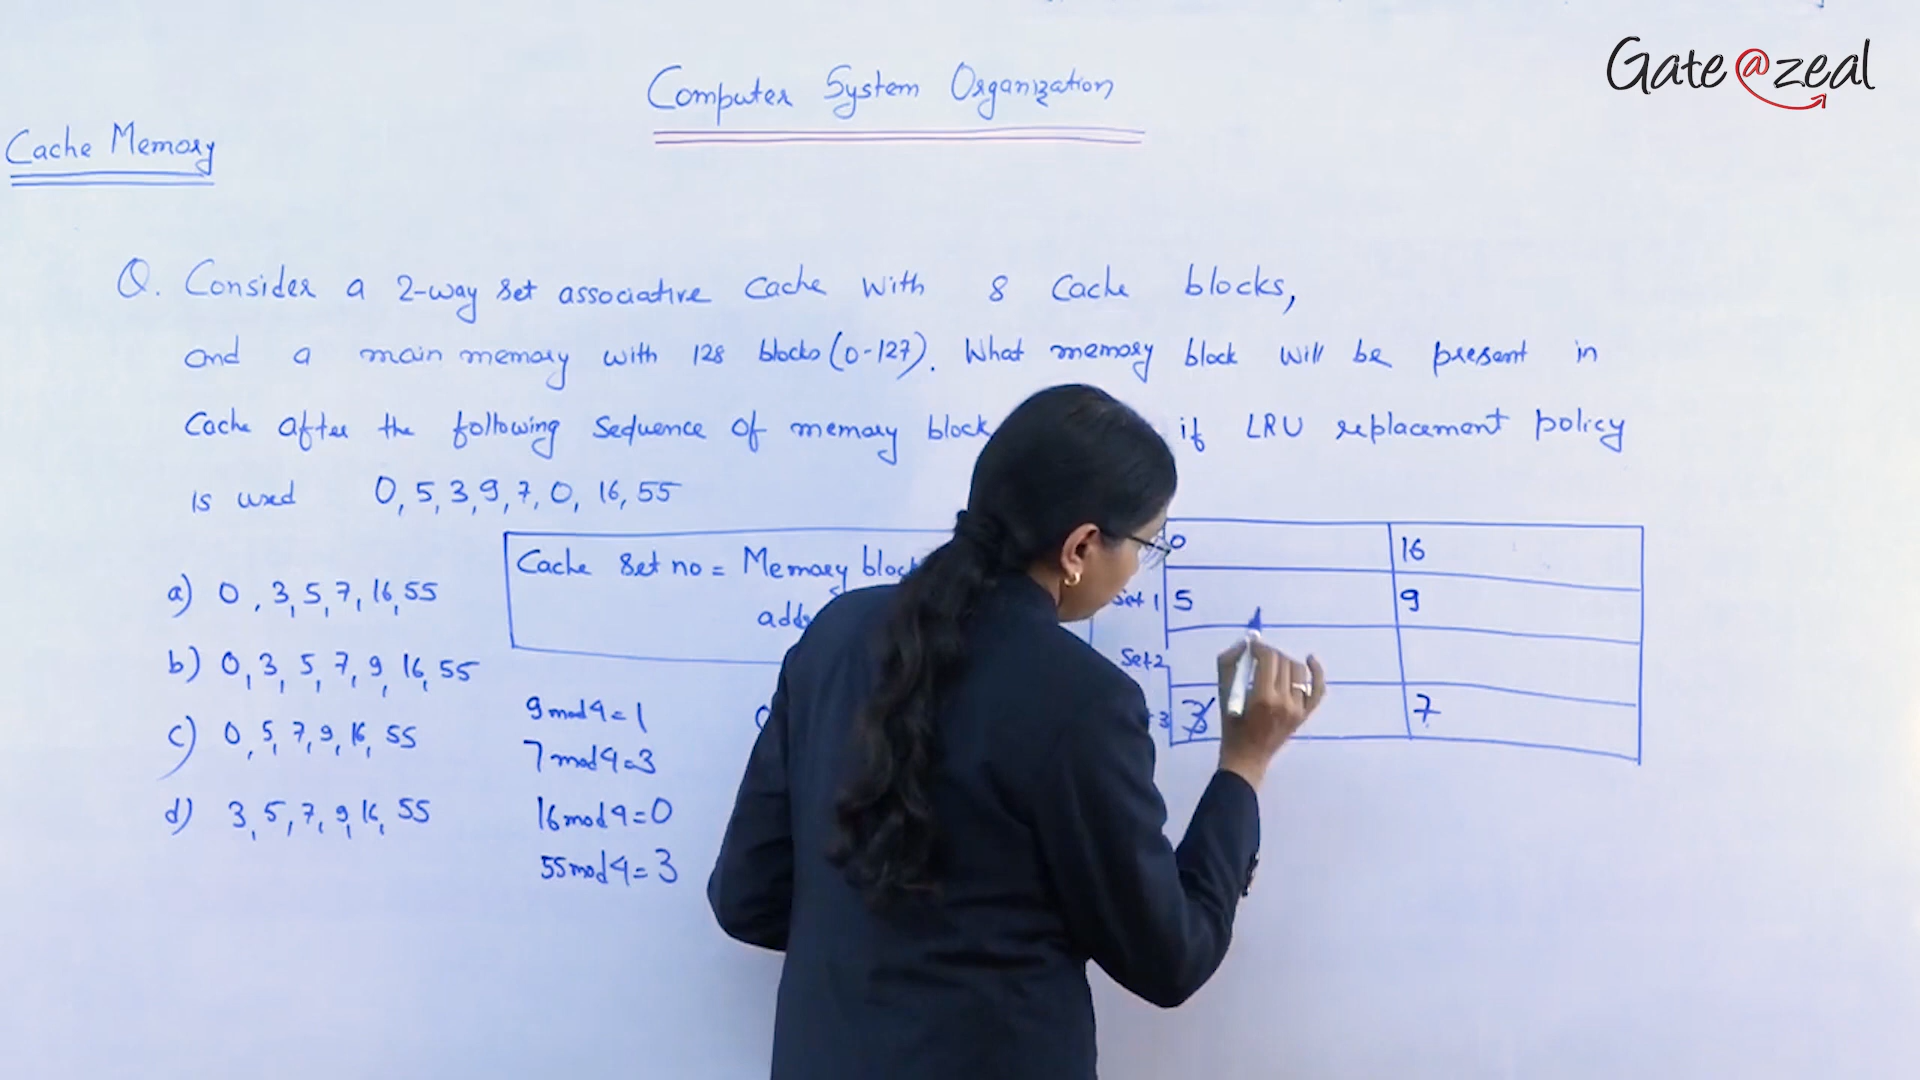 Gate@zeal
Computer System Organization
Cache Memory
Q. Consider a 2-way set associative cache with 8 cache blocks,
and a main memory with 128 blocks (0-127). What memory block will be present in
Cache after the following sequence of memory block if LRU replacement policy
is used 0, 5, 3, 9, 7, 0, 16, 55
Cache Set no = Memory block
a) 0, 3, 5, 7, 16, 55
b) 0, 3, 5, 7, 9, 16, 55
c) 0, 5, 7, 9, 16, 55
d) 3, 5, 7, 9, 16, 55
9 mod 4 = 1
7 mod 4 = 3
16 mod 4 = 0
55 mod 4 = 3
0 16
Set 1 5 9
Set 2
3 3 7